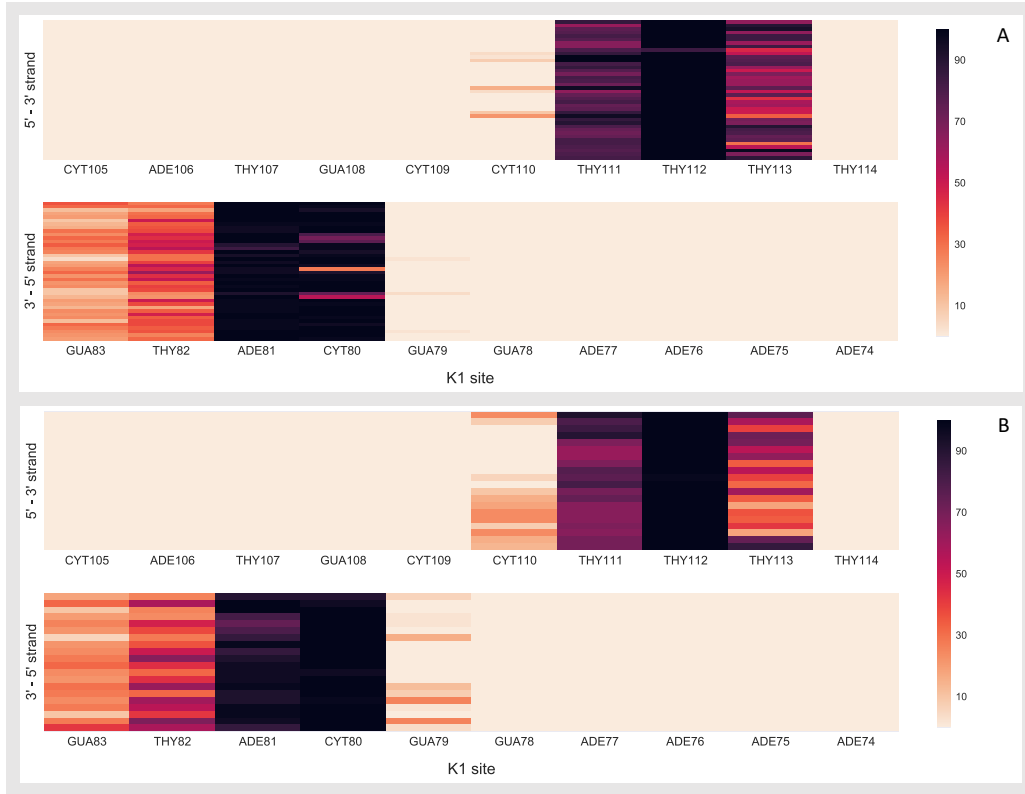 A
5' - 3' strand
90
70
50
30
10
CYT105 ADE106 THY107 GUA108 CYT109 CYT110 THY111 THY112 THY113 THY114
3' - 5' strand
GUA83 THY82 ADE81 CYT80 GUA79 GUA78 ADE77 ADE76 ADE75 ADE74
K1 site
B
5' - 3' strand
90
70
50
30
10
CYT105 ADE106 THY107 GUA108 CYT109 CYT110 THY111 THY112 THY113 THY114
3' - 5' strand
GUA83 THY82 ADE81 CYT80 GUA79 GUA78 ADE77 ADE76 ADE75 ADE74
K1 site